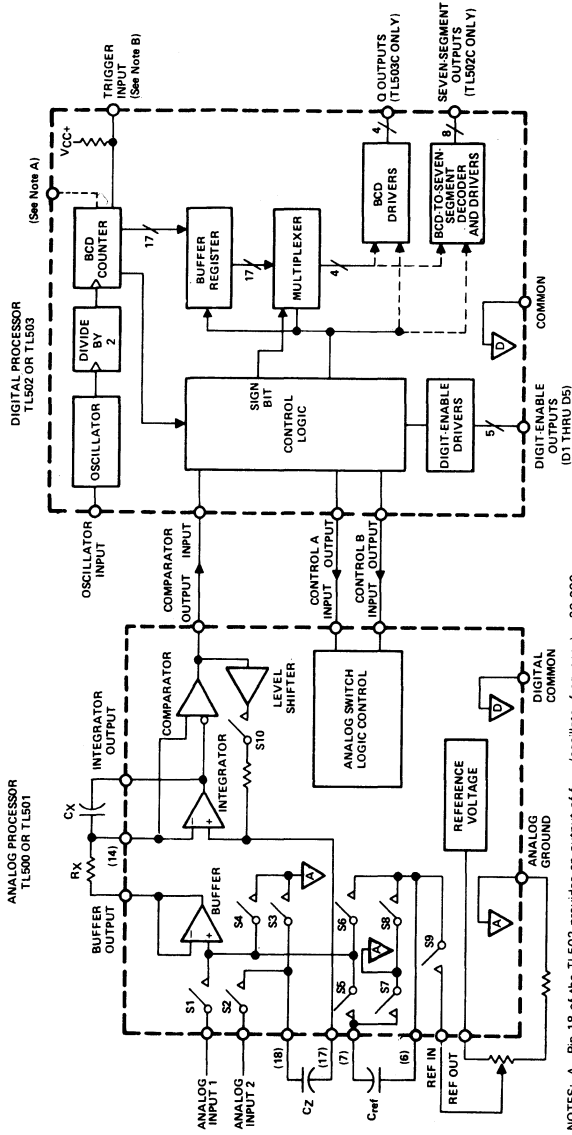 ANALOG PROCESSOR
TL500 OR TL501
DIGITAL PROCESSOR
TL502 OR TL503
BUFFER OUTPUT
RX
(14)
CX
INTEGRATOR
OUTPUT
COMPARATOR
INTEGRATOR
LEVEL
SHIFTER
S10
BUFFER
ANALOG
INPUT 1
ANALOG
INPUT 2
S1
S2
S4
S3
A
(18)
CZ
(17)
(7)
Cref
(6)
S5
S6
A
S7
S8
S9
REF IN
REF OUT
ANALOG SWITCH
LOGIC CONTROL
REFERENCE
VOLTAGE
A
ANALOG
GROUND
D
DIGITAL
COMMON
COMPARATOR
OUTPUT INPUT
CONTROL A
INPUT OUTPUT
CONTROL B
INPUT OUTPUT
OSCILLATOR
INPUT
OSCILLATOR
DIVIDE
BY
2
BCD
COUNTER
(See Note A)
VCC+
TRIGGER
INPUT
(See Note B)
17
BUFFER
REGISTER
17
MULTIPLEXER
4
SIGN
BIT
CONTROL
LOGIC
BCD
DRIVERS
4
Q OUTPUTS
(TL503C ONLY)
BCD-TO-SEVEN-
SEGMENT
DECODER
AND DRIVERS
8
SEVEN-SEGMENT
OUTPUTS
(TL502C ONLY)
DIGIT-ENABLE
DRIVERS
5
DIGIT-ENABLE
OUTPUTS
(D1 THRU D5)
D
COMMON
NOTES: A. Pin 18 of the TL502 provides an output of